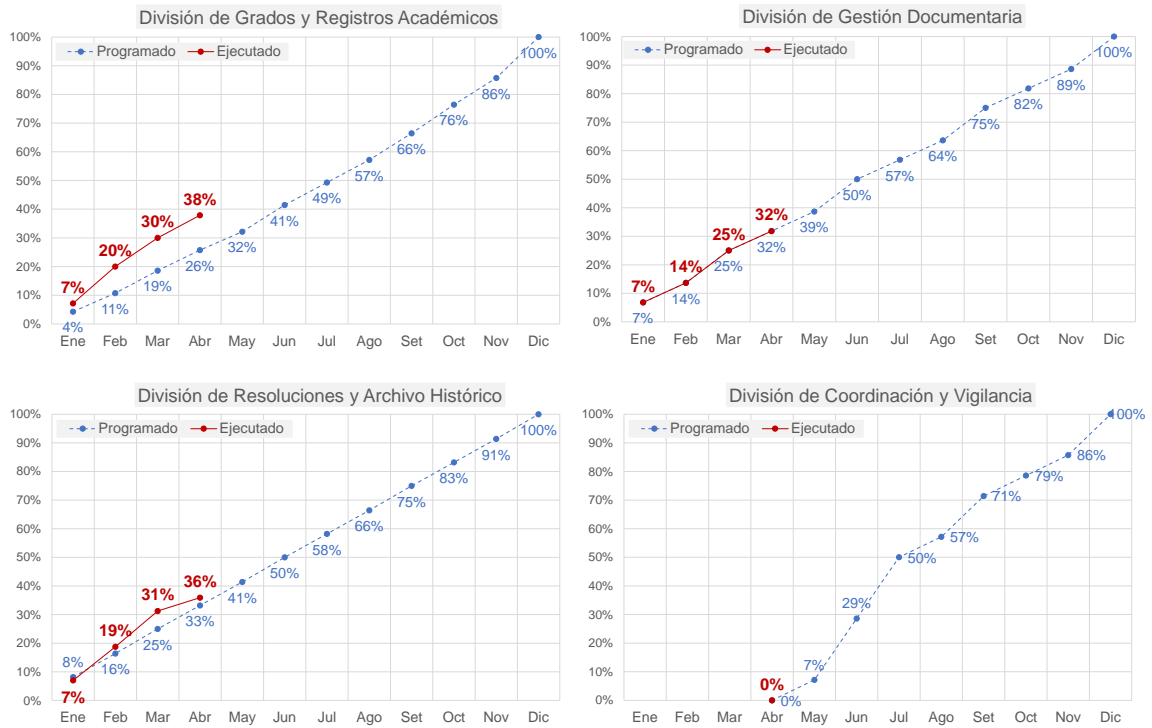 División de Grados y Registros Académicos
Programado Ejecutado
100%
90%
80%
70%
60%
50%
40%
30%
20%
10%
0%
7% 20% 30% 38%
4% 11% 19% 26% 32% 41% 49% 57% 66% 76% 86% 100%
Ene Feb Mar Abr May Jun Jul Ago Set Oct Nov Dic
División de Gestión Documentaria
Programado Ejecutado
100%
90%
80%
70%
60%
50%
40%
30%
20%
10%
0%
7% 14% 25% 32%
7% 14% 25% 32% 39% 50% 57% 64% 75% 82% 89% 100%
Ene Feb Mar Abr May Jun Jul Ago Set Oct Nov Dic
División de Resoluciones y Archivo Histórico
Programado Ejecutado
100%
90%
80%
70%
60%
50%
40%
30%
20%
10%
0%
7% 19% 31% 36%
8% 16% 25% 33% 41% 50% 58% 66% 75% 83% 91% 100%
Ene Feb Mar Abr May Jun Jul Ago Set Oct Nov Dic
División de Coordinación y Vigilancia
Programado Ejecutado
100%
90%
80%
70%
60%
50%
40%
30%
20%
10%
0%
0%
0% 7% 29% 50% 57% 71% 79% 86% 100%
Ene Feb Mar Abr May Jun Jul Ago Set Oct Nov Dic